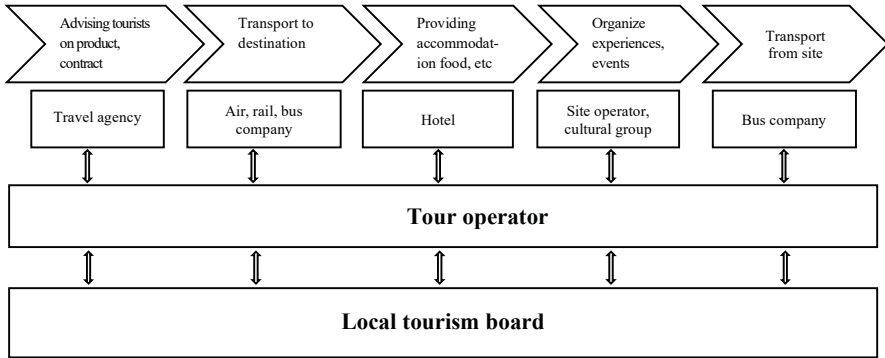 Advising tourists
on product,
contract
Transport to
destination
Providing
accommodat-
ion food, etc
Organize
experiences,
events
Transport
from site
Travel agency
Air, rail, bus
company
Hotel
Site operator,
cultural group
Bus company
Tour operator
Local tourism board